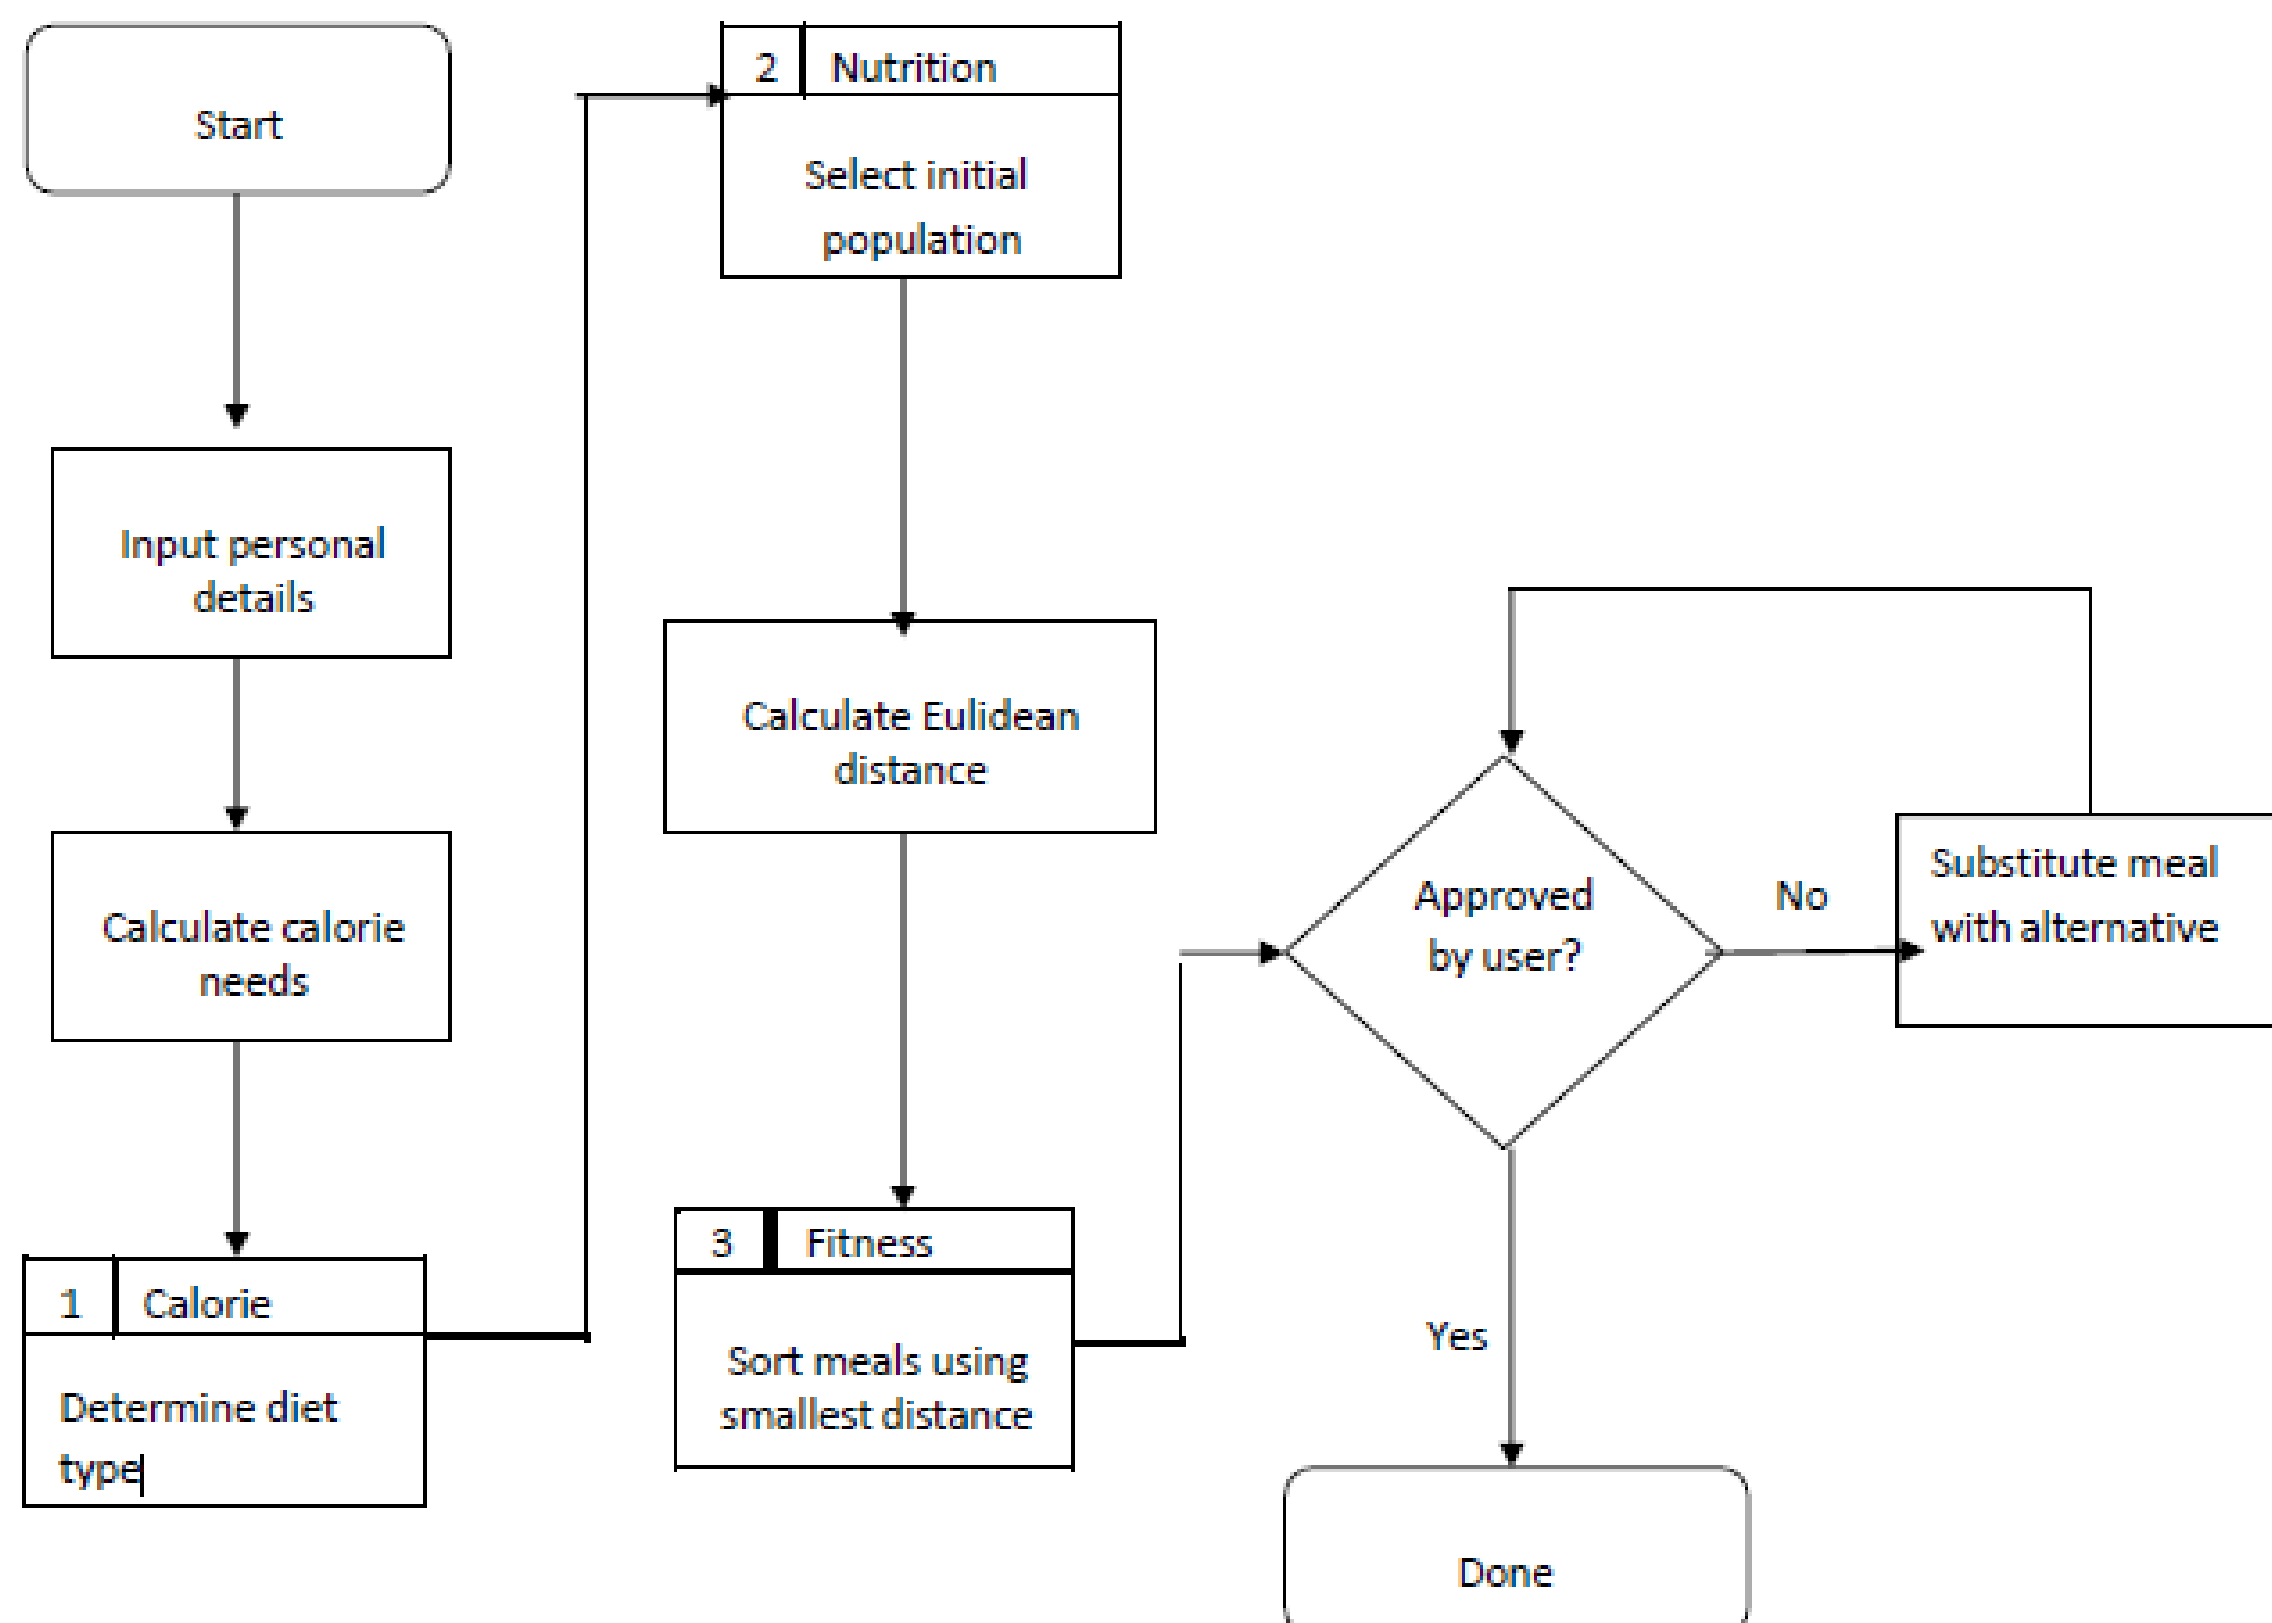 Start
Input personal
details
Calculate calorie
needs
1 Calorie
Determine diet
type
2 Nutrition
Select initial
population
Calculate Eulidean
distance
3 Fitness
Sort meals using
smallest distance
Approved
by user?
No
Substitute meal
with alternative
Yes
Done